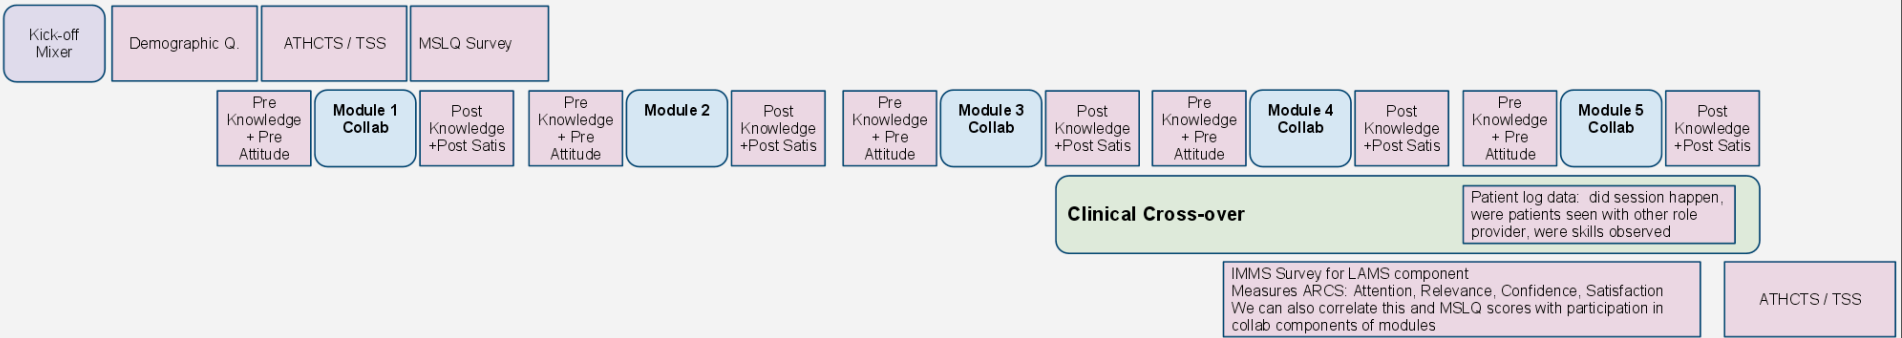 Kick-off
Mixer
Demographic Q.
ATHCTS / TSS
MSLQ Survey
Pre
Knowledge
+ Pre
Attitude
Module 1
Collab
Post
Knowledge
+Post Satis
Pre
Knowledge
+ Pre
Attitude
Module 2
Post
Knowledge
+Post Satis
Pre
Knowledge
+ Pre
Attitude
Module 3
Collab
Post
Knowledge
+Post Satis
Pre
Knowledge
+ Pre
Attitude
Module 4
Collab
Post
Knowledge
+Post Satis
Pre
Knowledge
+ Pre
Attitude
Module 5
Collab
Post
Knowledge
+Post Satis
Clinical Cross-over
Patient log data:  did session happen,
were patients seen with other role
provider, were skills observed
IMMS Survey for LAMS component
Measures ARCS: Attention, Relevance, Confidence, Satisfaction
We can also correlate this and MSLQ scores with participation in
collab components of modules
ATHCTS / TSS